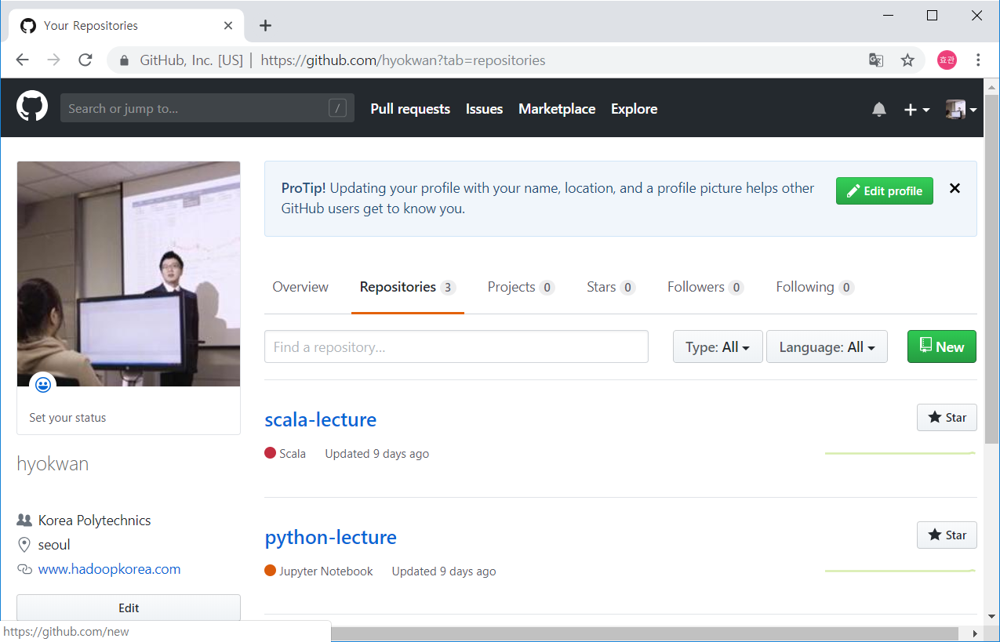 Your Repositories
GitHub, Inc. [US] | https://github.com/hyokwan?tab=repositories
효관
Search or jump to... /
Pull requests Issues Marketplace Explore
ProTip! Updating your profile with your name, location, and a profile picture helps other
GitHub users get to know you.
Edit profile
Overview Repositories 3 Projects 0 Stars 0 Followers 0 Following 0
Find a repository...
Type: All
Language: All
New
Set your status
hyokwan
Korea Polytechnics
seoul
www.hadoopkorea.com
Edit
scala-lecture
Star
Scala Updated 9 days ago
python-lecture
Star
Jupyter Notebook Updated 9 days ago
https://github.com/new